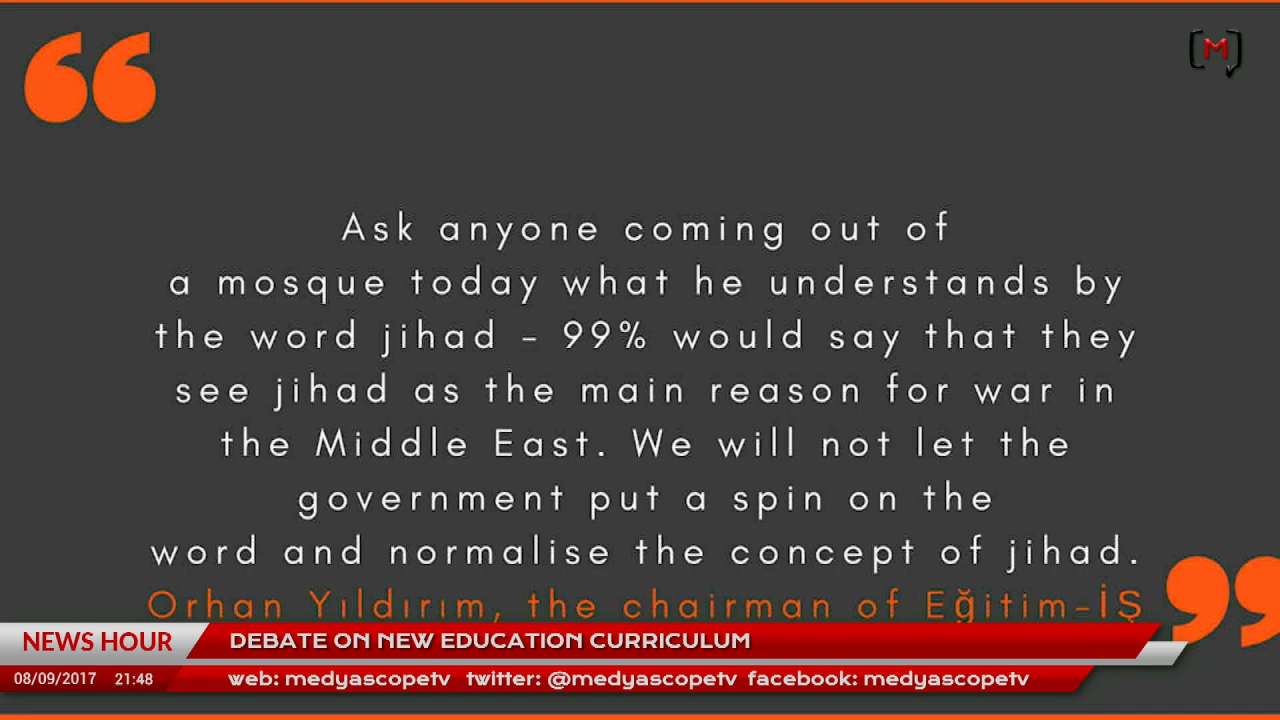 [M]
Ask anyone coming out of
a mosque today what he understands by
the word jihad - 99% would say that they
see jihad as the main reason for war in
the Middle East. We will not let the
government put a spin on the
word and normalise the concept of jihad.
Orhan Yıldırım, the chairman of Eğitim-İŞ
NEWS HOUR
DEBATE ON NEW EDUCATION CURRICULUM
08/09/2017 21:48
web: medyascopetv twitter: @medyascopetv facebook: medyascopetv